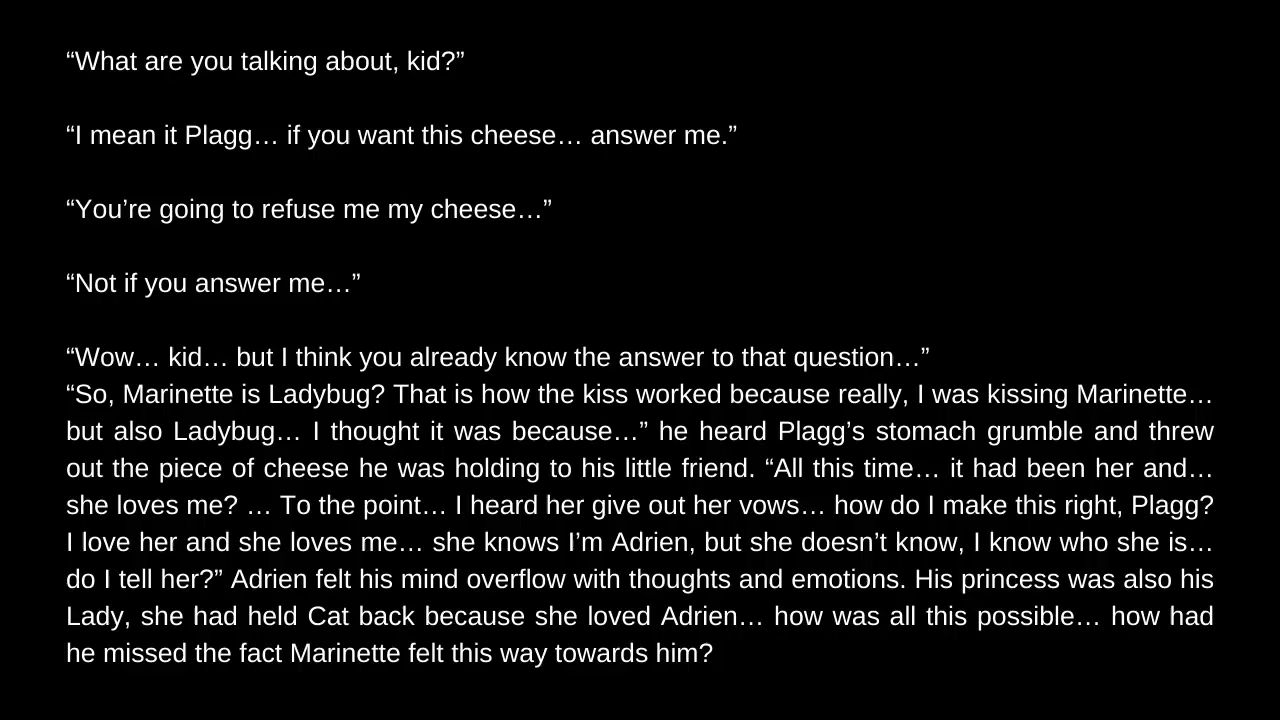 “What are you talking about, kid?”
“I mean it Plagg… if you want this cheese… answer me.”
“You’re going to refuse me my cheese…”
“Not if you answer me…”
“Wow… kid… but I think you already know the answer to that question…”
“So, Marinette is Ladybug? That is how the kiss worked because really, I was kissing Marinette…
but also Ladybug… I thought it was because…” he heard Plagg’s stomach grumble and threw
out the piece of cheese he was holding to his little friend. “All this time… it had been her and…
she loves me? … To the point… I heard her give out her vows… how do I make this right, Plagg?
I love her and she loves me… she knows I’m Adrien, but she doesn’t know, I know who she is…
do I tell her?” Adrien felt his mind overflow with thoughts and emotions. His princess was also his
Lady, she had held Cat back because she loved Adrien… how was all this possible… how had
he missed the fact Marinette felt this way towards him?